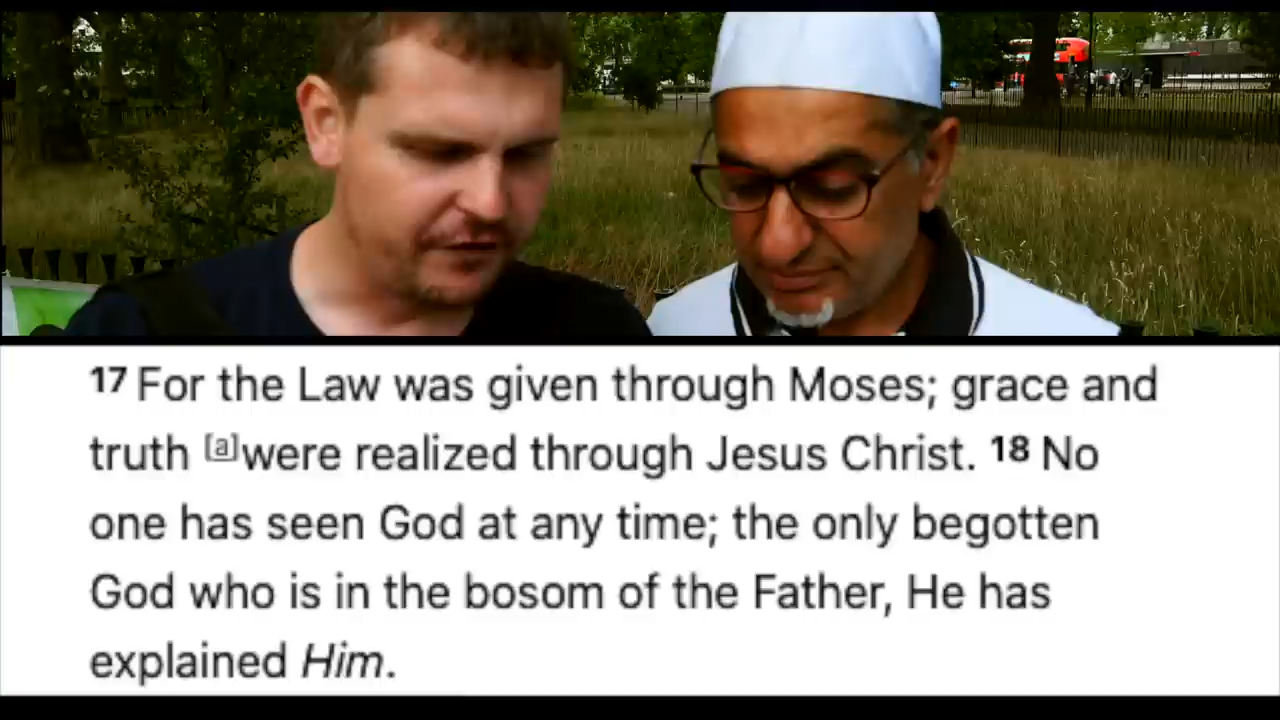 17 For the Law was given through Moses; grace and
truth [a]were realized through Jesus Christ. 18 No
one has seen God at any time; the only begotten
God who is in the bosom of the Father, He has
explained Him.